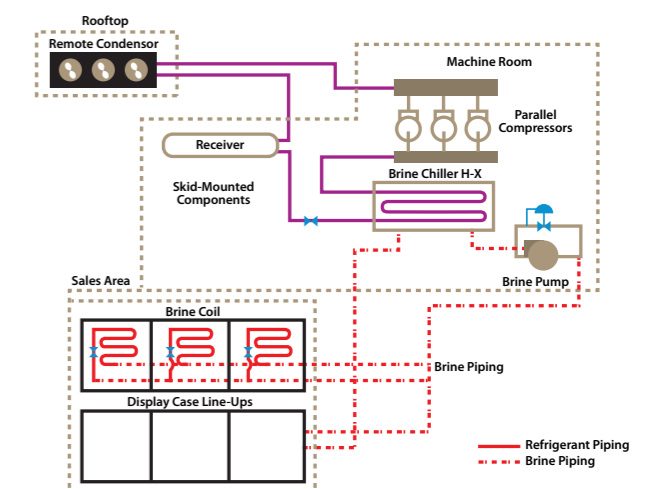 Rooftop
Remote Condensor
Machine Room
Parallel
Compressors
Receiver
Brine Chiller H-X
Skid-Mounted
Components
Sales Area
Brine Pump
Brine Coil
Brine Piping
Display Case Line-Ups
Refrigerant Piping
Brine Piping